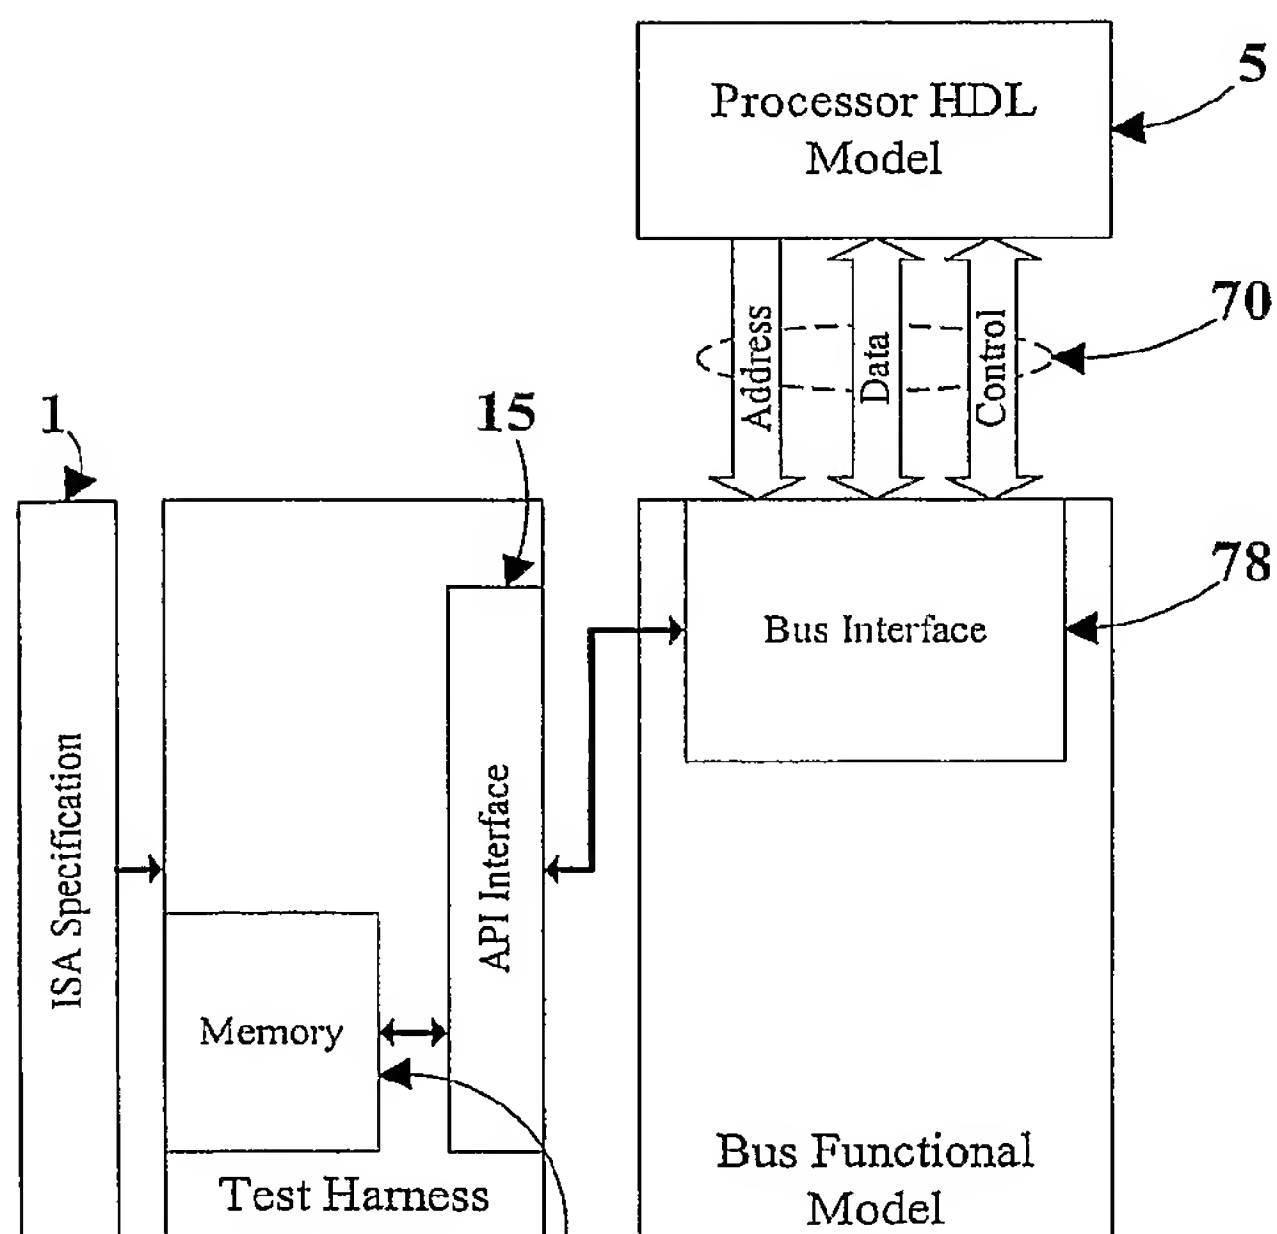 Processor HDL
Model
5
Address
Data
Control
70
1
15
78
Bus Interface
ISA Specification
API Interface
Memory
Test Harness
Bus Functional
Model